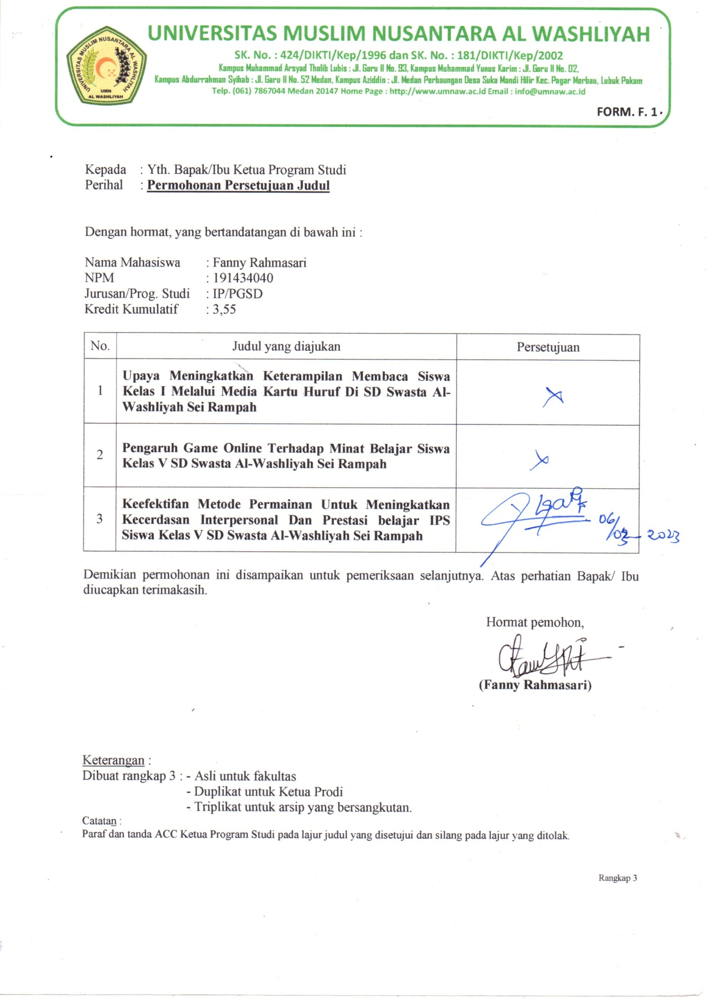 UNIVERSITAS MUSLIM NUSANTARA AL WASHLIYAH
SK. No. : 424/DIKTI/Kep/1996 dan SK. No. : 181/DIKTI/Kep/2002
Kampus Muhammad Arsyad Thalib Lubis : Jl. Garu II No. 93, Kampus Muhammad Yunus Karim : Jl. Garu II No. 02,
Kampus Abdurrahman Syihab : Jl. Garu II No. 52 Medan, Kampus Aziddin : Jl. Medan Perbaungan Desa Suka Mandi Hilir Kec. Pagar Merbau, Lubuk Pakam
Telp. (061) 7867044 Medan 20147 Home Page : http://www.umnaw.ac.id Email : info@umnaw.ac.id
UNIVERSITAS MUSLIM NUSANTARA AL WASHLIYAH
UMN
AL WASHLIYAH
FORM. F. 1
Kepada : Yth. Bapak/Ibu Ketua Program Studi
Perihal : Permohonan Persetujuan Judul
Dengan hormat, yang bertandatangan di bawah ini :
Nama Mahasiswa : Fanny Rahmasari
NPM : 191434040
Jurusan/Prog. Studi : IP/PGSD
Kredit Kumulatif : 3,55
No. Judul yang diajukan Persetujuan
Upaya Meningkatkan Keterampilan Membaca Siswa
1 Kelas I Melalui Media Kartu Huruf Di SD Swasta Al-
Washliyah Sei Rampah
2 Pengaruh Game Online Terhadap Minat Belajar Siswa
Kelas V SD Swasta Al-Washliyah Sei Rampah
Keefektifan Metode Permainan Untuk Meningkatkan
3 Kecerdasan Interpersonal Dan Prestasi belajar IPS
Siswa Kelas V SD Swasta Al-Washliyah Sei Rampah
06/03-2023
Demikian permohonan ini disampaikan untuk pemeriksaan selanjutnya. Atas perhatian Bapak/ Ibu
diucapkan terimakasih.
Hormat pemohon,
(Fanny Rahmasari)
Keterangan :
Dibuat rangkap 3 : - Asli untuk fakultas
- Duplikat untuk Ketua Prodi
- Triplikat untuk arsip yang bersangkutan.
Catatan :
Paraf dan tanda ACC Ketua Program Studi pada lajur judul yang disetujui dan silang pada lajur yang ditolak.
Rangkap 3